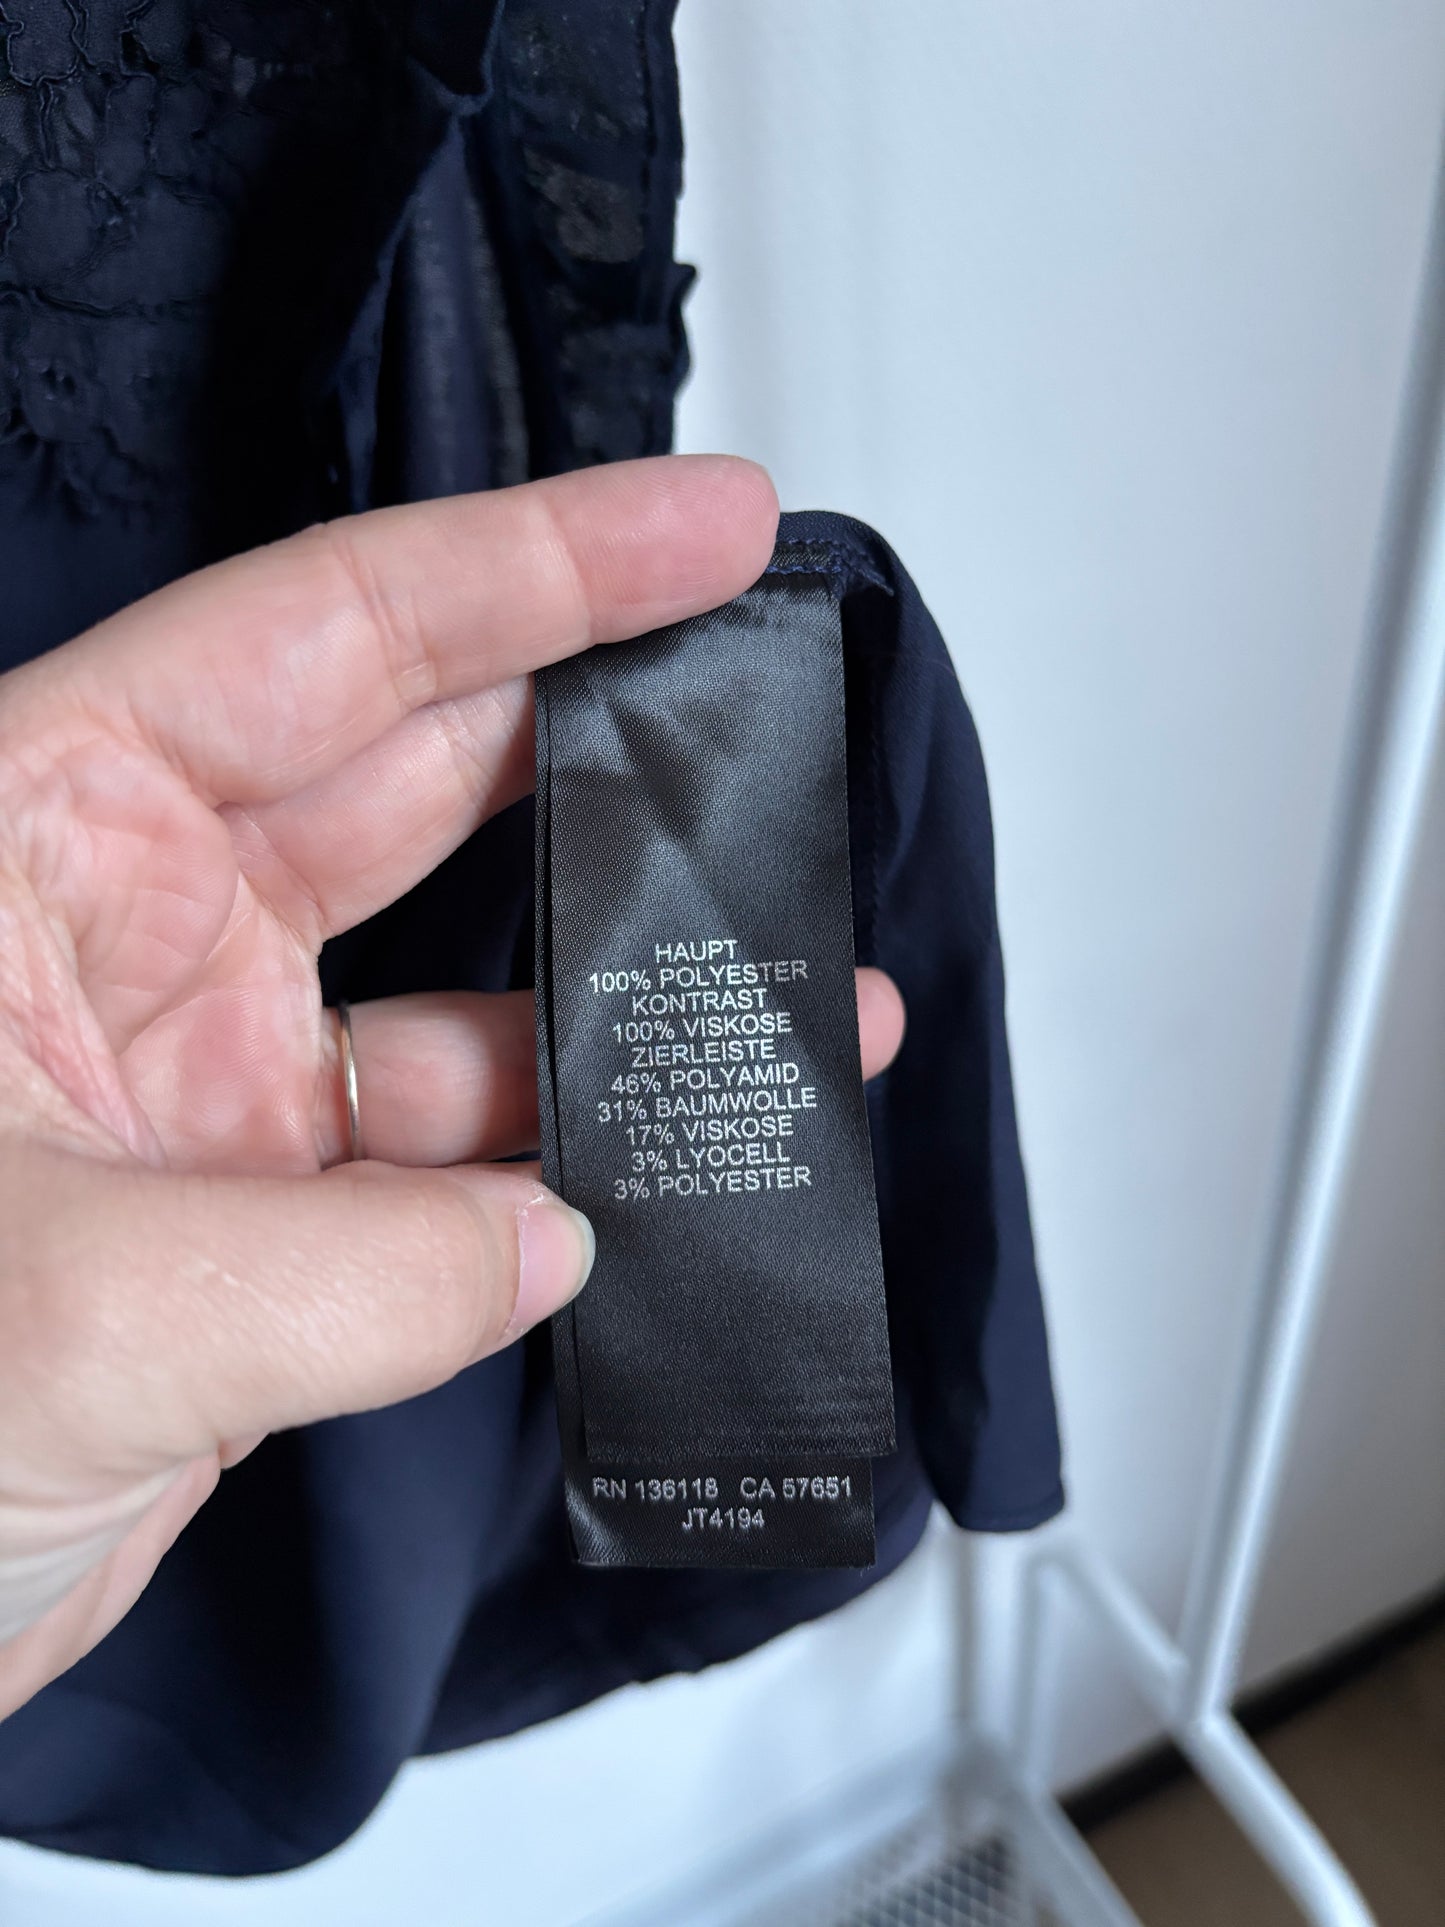 HAUPT
100% POLYESTER
KONTRAST
100% VISKOSE
ZIERLEISTE
46% POLYAMID
31% BAUMWOLLE
17% VISKOSE
3% LYOCELL
3% POLYESTER
RN 136118 CA 57651
JT4194